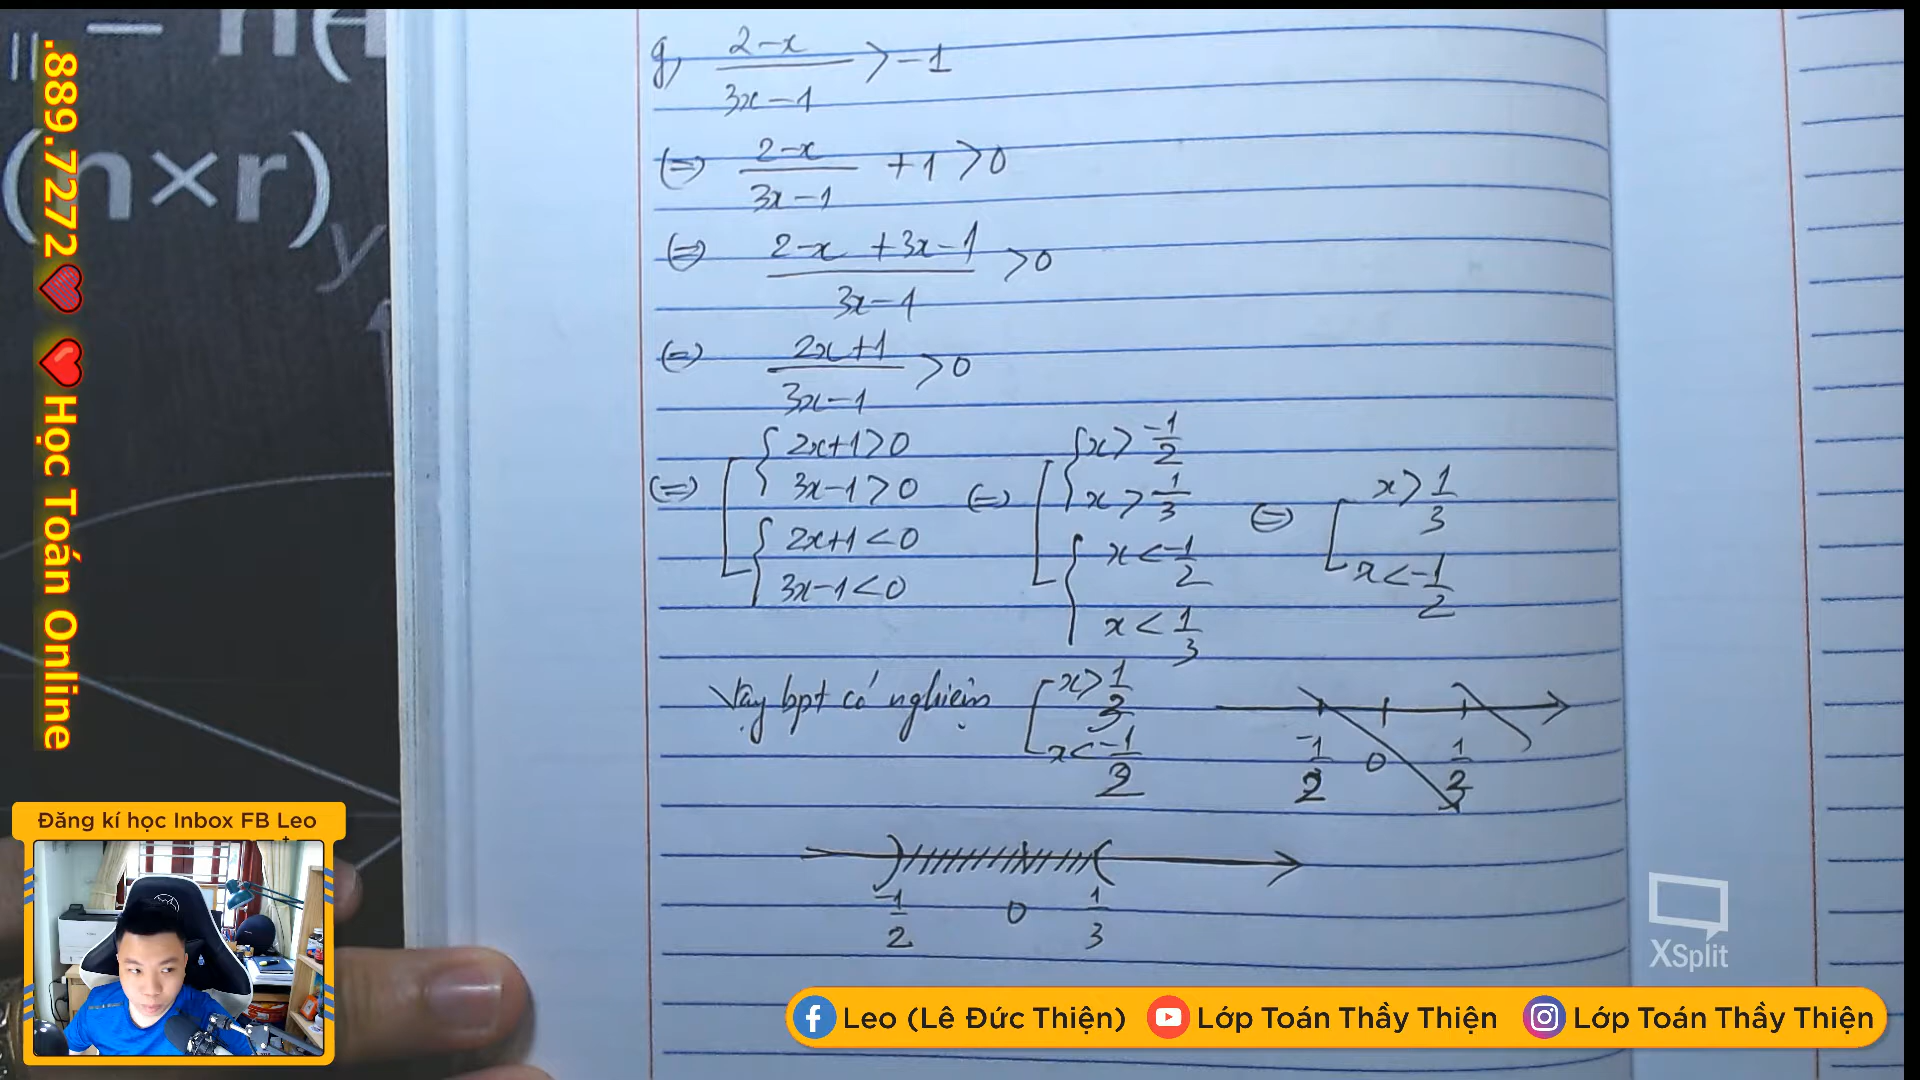 .889.7272 ❤ ❤ Học Toán Online
n(
(n×r)
y
g, (2-x)/(3x-1) > -1
(=) (2-x)/(3x-1) + 1 > 0
(=) (2-x +3x-1)/(3x-1) > 0
(=) (2x+1)/(3x-1) > 0
(=) [ { 2x+1>0 (=) [ { x > -1/2
3x-1>0 x > 1/3 (=) [ x > 1/3
{ 2x+1<0 { x < -1/2 x < -1/2
3x-1<0 x < 1/3
Vậy bpt có nghiệm [ x > 1/3
x < -1/2
-1/2 0 1/3
-1/2 0 1/3
Đăng kí học Inbox FB Leo
XSplit
Leo (Lê Đức Thiện) Lớp Toán Thầy Thiện Lớp Toán Thầy Thiện